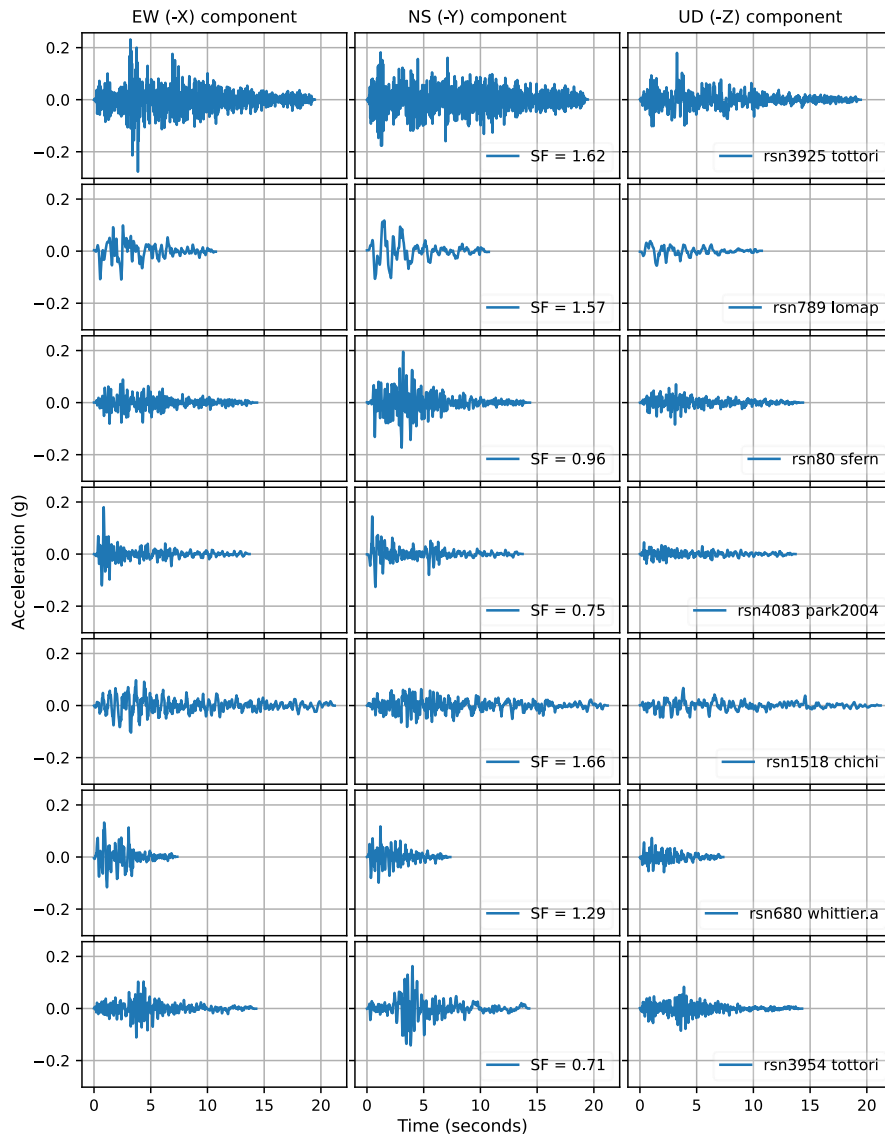 EW (-X) component NS (-Y) component UD (-Z) component
0.2
0.0
−0.2
SF = 1.62 rsn3925 tottori
0.2
0.0
−0.2
SF = 1.57 rsn789 lomap
0.2
0.0
−0.2
SF = 0.96 rsn80 sfern
Acceleration (g)
0.2
0.0
−0.2
SF = 0.75 rsn4083 park2004
0.2
0.0
−0.2
SF = 1.66 rsn1518 chichi
0.2
0.0
−0.2
SF = 1.29 rsn680 whittier.a
0.2
0.0
−0.2
SF = 0.71 rsn3954 tottori
0 5 10 15 20 0 5 10 15 20 0 5 10 15 20
Time (seconds)